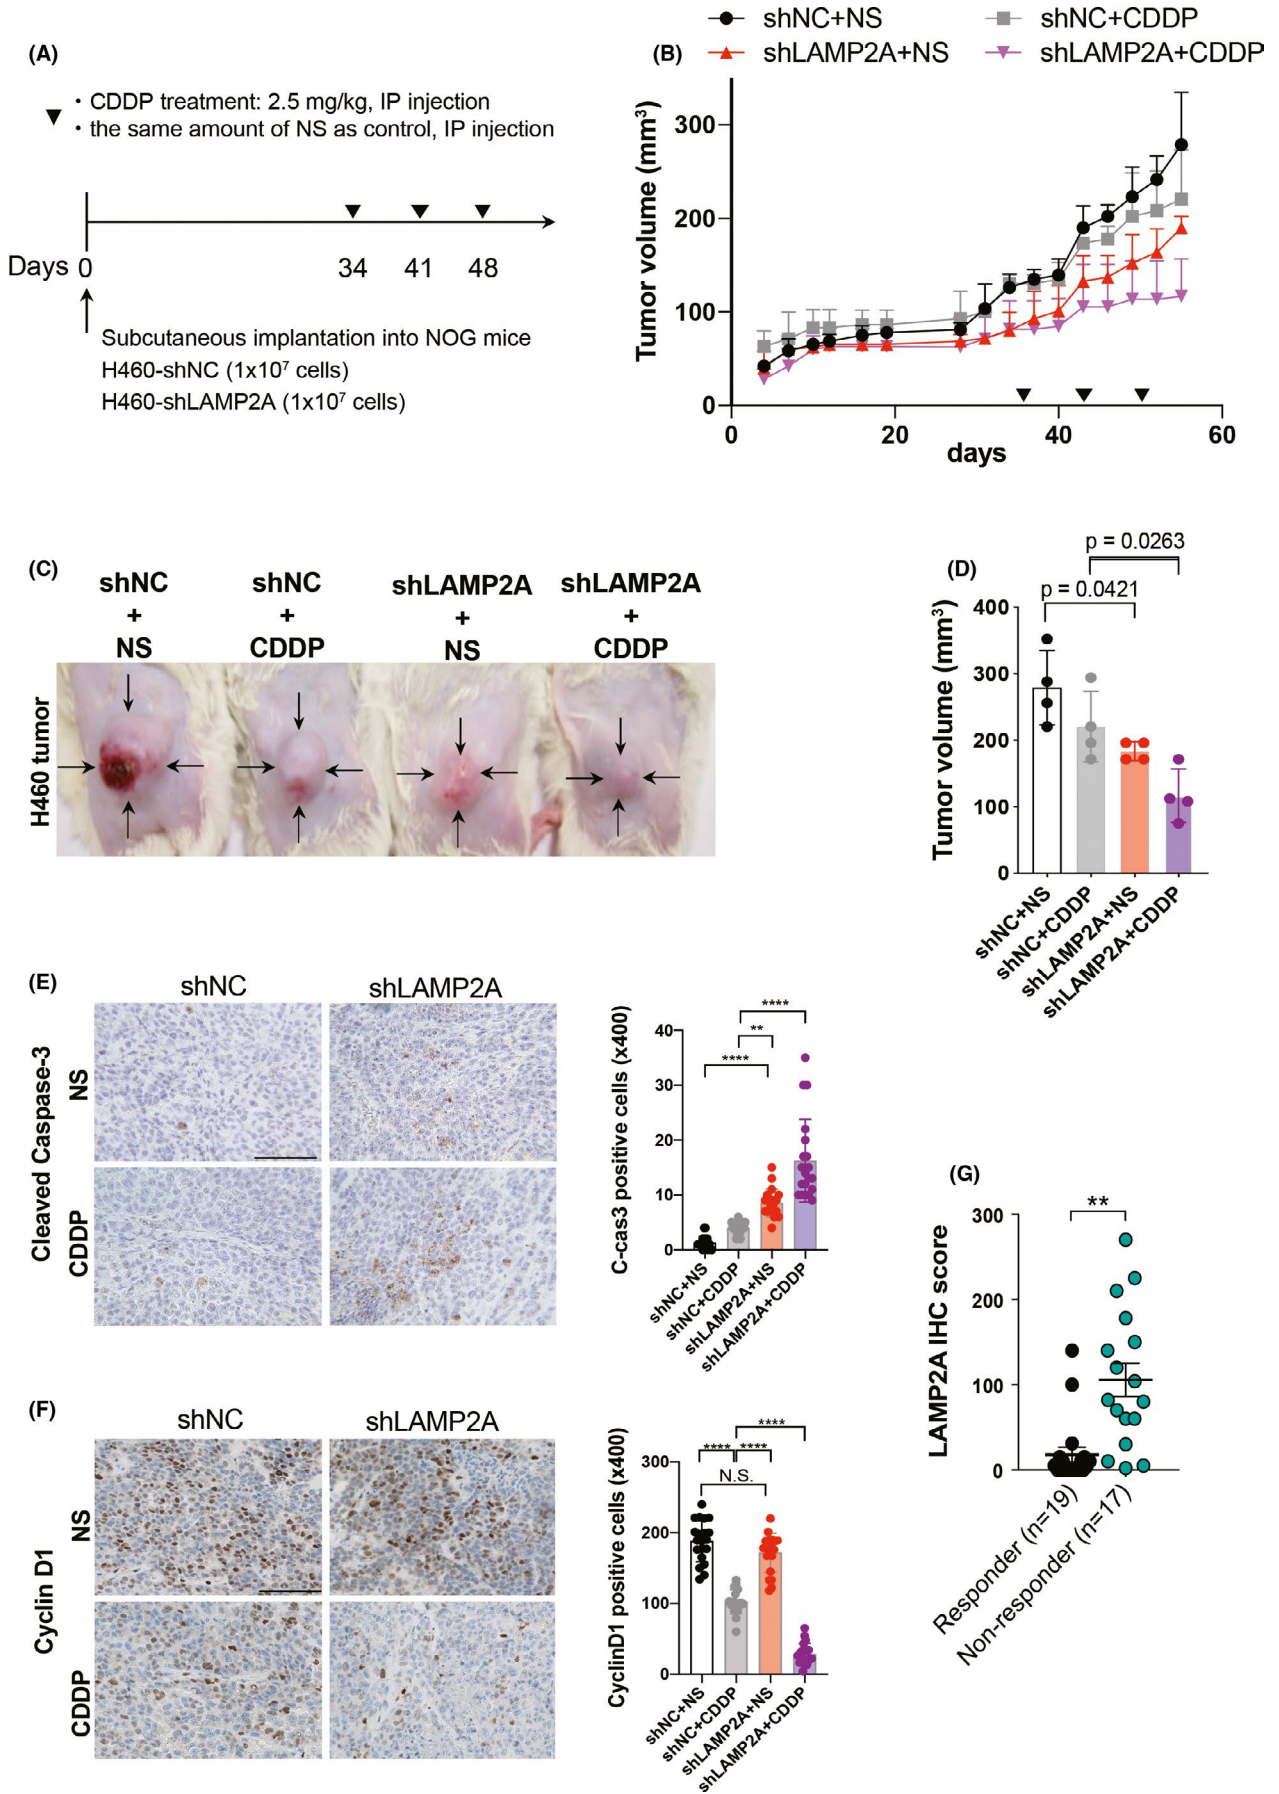 (A)
• CDDP treatment: 2.5 mg/kg, IP injection
• the same amount of NS as control, IP injection
Days 0 34 41 48
Subcutaneous implantation into NOG mice
H460-shNC (1x10⁷ cells)
H460-shLAMP2A (1x10⁷ cells)
(B)
shNC+NS shNC+CDDP
shLAMP2A+NS shLAMP2A+CDDP
Tumor volume (mm³)
300
200
100
0
0 20 40 60
days
(C)
shNC shNC shLAMP2A shLAMP2A
+ + + +
NS CDDP NS CDDP
H460 tumor
(D)
p = 0.0263
p = 0.0421
Tumor volume (mm³)
400
300
200
100
0
shNC+NS
shNC+CDDP
shLAMP2A+NS
shLAMP2A+CDDP
(E)
shNC shLAMP2A
Cleaved Caspase-3
NS
CDDP
C-cas3 positive cells (x400)
****
**
****
40
30
20
10
0
shNC+NS
shNC+CDDP
shLAMP2A+NS
shLAMP2A+CDDP
(F)
shNC shLAMP2A
Cyclin D1
NS
CDDP
CyclinD1 positive cells (x400)
****
**** ****
N.S.
300
200
100
0
shNC+NS
shNC+CDDP
shLAMP2A+NS
shLAMP2A+CDDP
(G)
**
LAMP2A IHC score
300
200
100
0
Responder (n=19)
Non-responder (n=17)